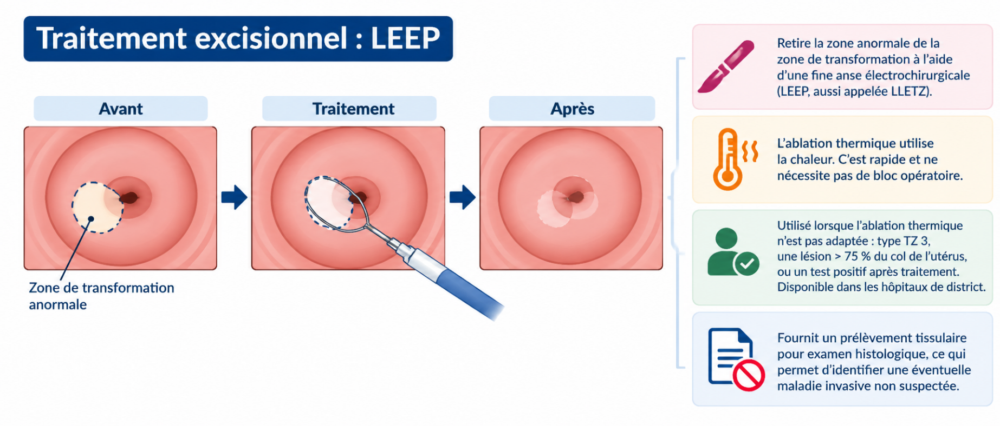 Traitement excisionnel : LEEP
Avant
Traitement
Après
Zone de transformation
anormale
Retire la zone anormale de la
zone de transformation à l’aide
d’une fine anse électrochirurgicale
(LEEP, aussi appelée LLETZ).
L’ablation thermique utilise
la chaleur. C’est rapide et ne
nécessite pas de bloc opératoire.
Utilisé lorsque l’ablation thermique
n’est pas adaptée : type TZ 3,
une lésion > 75 % du col de l’utérus,
ou un test positif après traitement.
Disponible dans les hôpitaux de district.
Fournit un prélèvement tissulaire
pour examen histologique, ce qui
permet d’identifier une éventuelle
maladie invasive non suspectée.